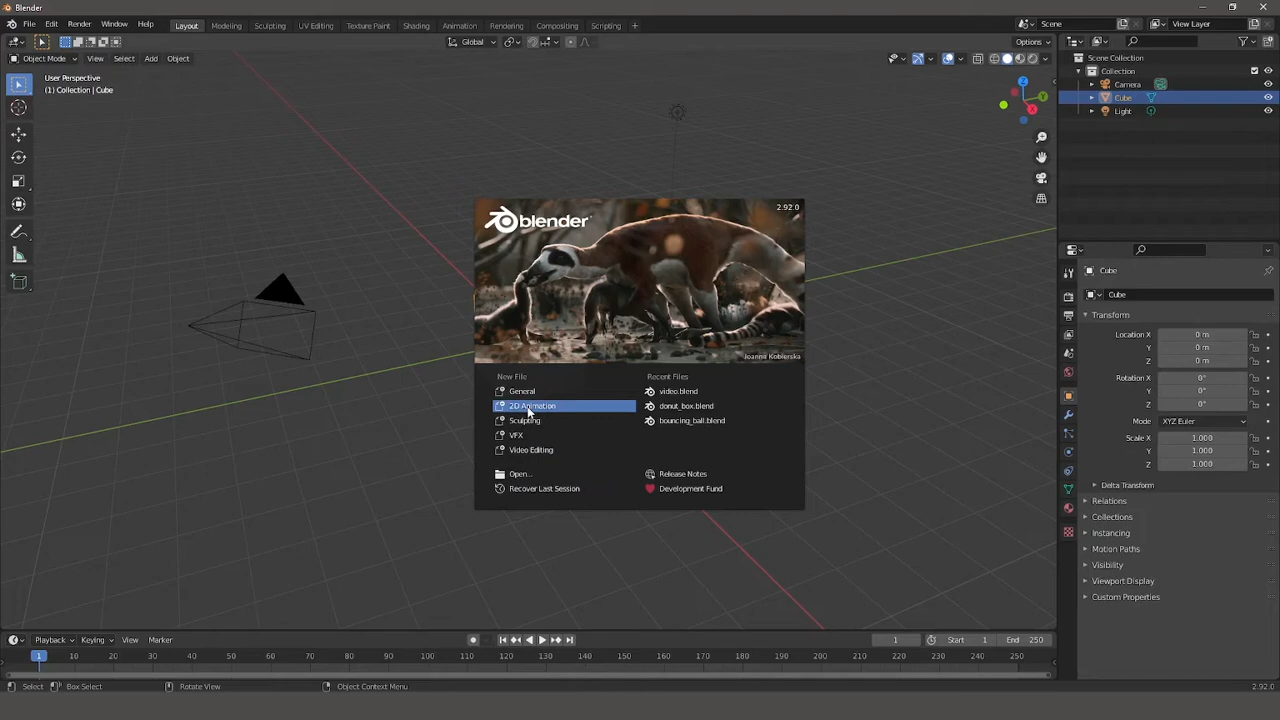 Blender
File Edit Render Window Help Layout Modeling Sculpting UV Editing Texture Paint Shading Animation Rendering Compositing Scripting + Scene View Layer
Global Options
Object Mode View Select Add Object
User Perspective
(1) Collection | Cube
Scene Collection
Collection
Camera
Cube
Light
Z
Y
X
blender
2.92.0
Joanna Kobierska
New File
General
2D Animation
Sculpting
VFX
Video Editing
Open...
Recover Last Session
Recent Files
video.blend
donut_box.blend
bouncing_ball.blend
Release Notes
Development Fund
Cube
Cube
Transform
Location X 0 m
Y 0 m
Z 0 m
Rotation X 0°
Y 0°
Z 0°
Mode XYZ Euler
Scale X 1.000
Y 1.000
Z 1.000
Delta Transform
Relations
Collections
Instancing
Motion Paths
Visibility
Viewport Display
Custom Properties
Playback Keying View Marker 1 Start 1 End 250
1 10 20 30 40 50 60 70 80 90 100 110 120 130 140 150 160 170 180 190 200 210 220 230 240 250
Select Box Select Rotate View Object Context Menu 2.92.0